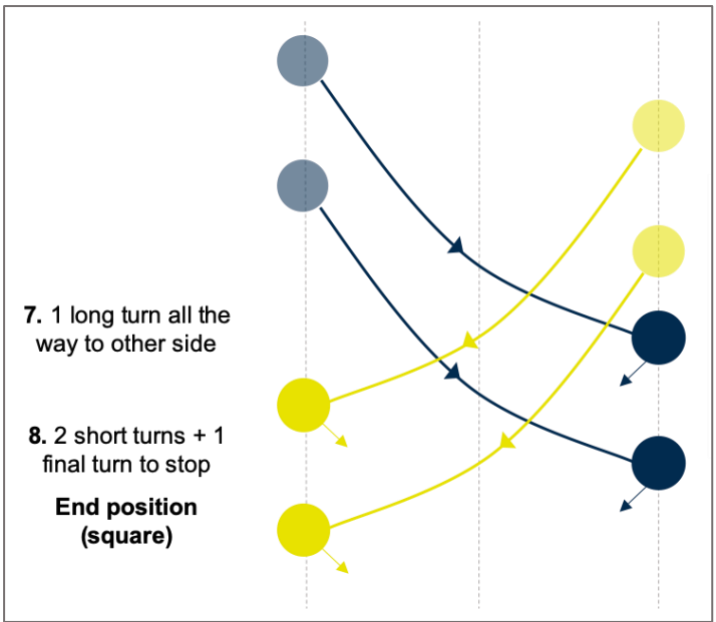 7. 1 long turn all the
way to other side
8. 2 short turns + 1
final turn to stop
End position
(square)